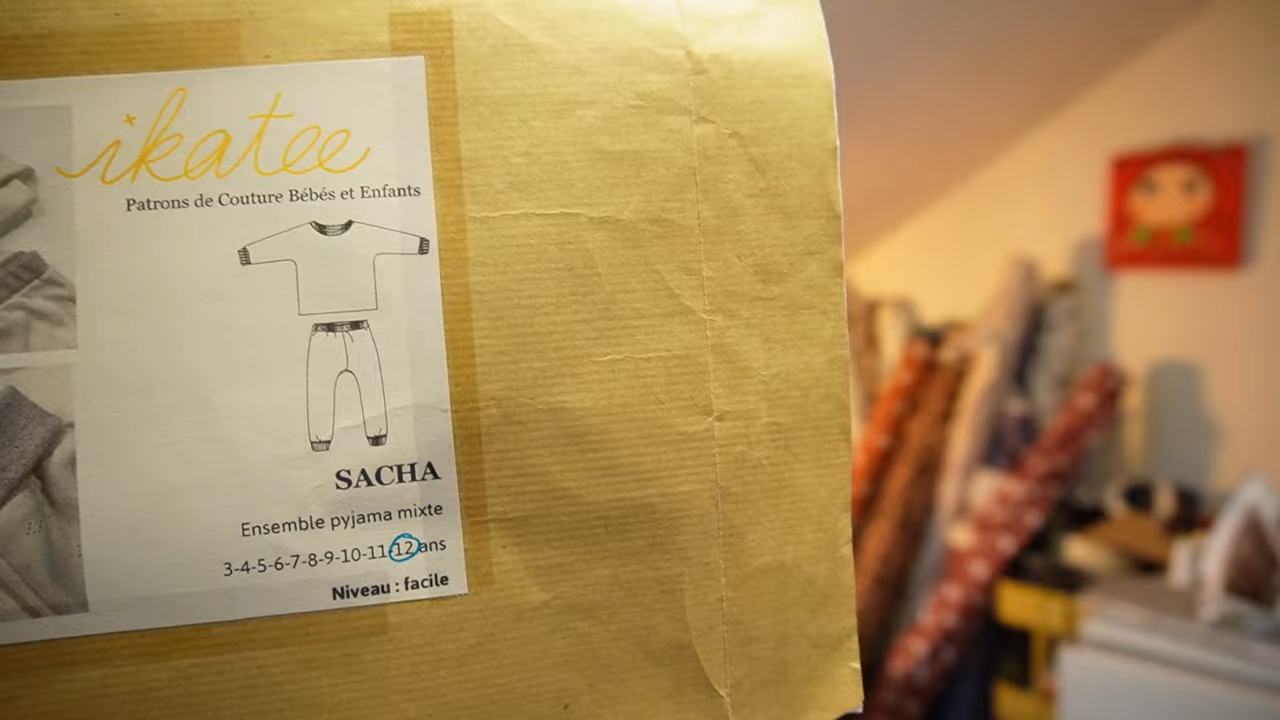 ikatee
Patrons de Couture Bébés et Enfants
SACHA
Ensemble pyjama mixte
3-4-5-6-7-8-9-10-11-12 ans
Niveau : facile